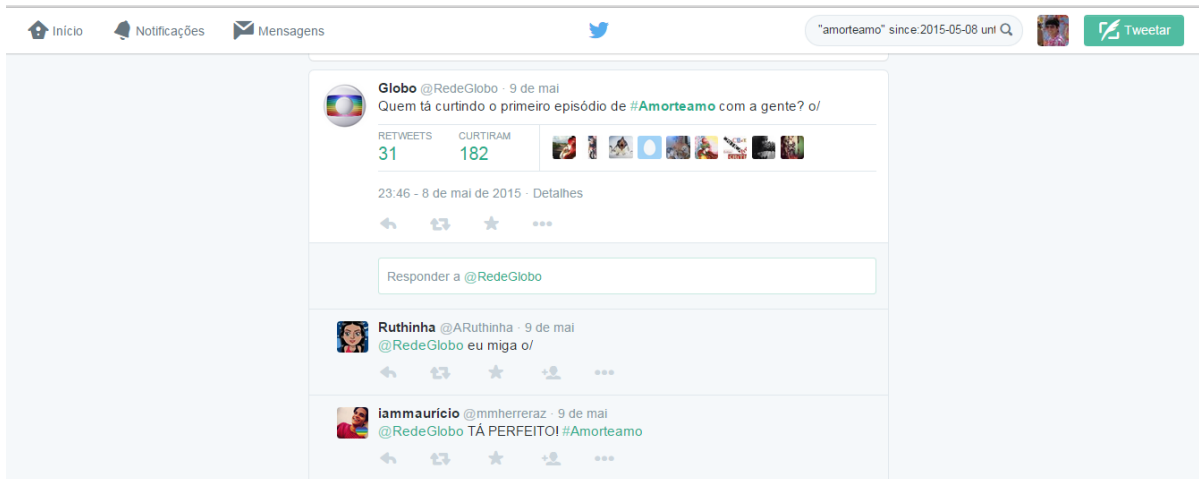 Início Notificações Mensagens "amorteamo" since:2015-05-08 unt Tweetar
Globo @RedeGlobo · 9 de mai
Quem tá curtindo o primeiro episódio de #Amorteamo com a gente? o/
RETWEETS CURTIRAM
31 182
23:46 - 8 de mai de 2015 · Detalhes
Responder a @RedeGlobo
Ruthinha @ARuthinha · 9 de mai
@RedeGlobo eu miga o/
iammaurício @mmherreraz · 9 de mai
@RedeGlobo TÁ PERFEITO! #Amorteamo